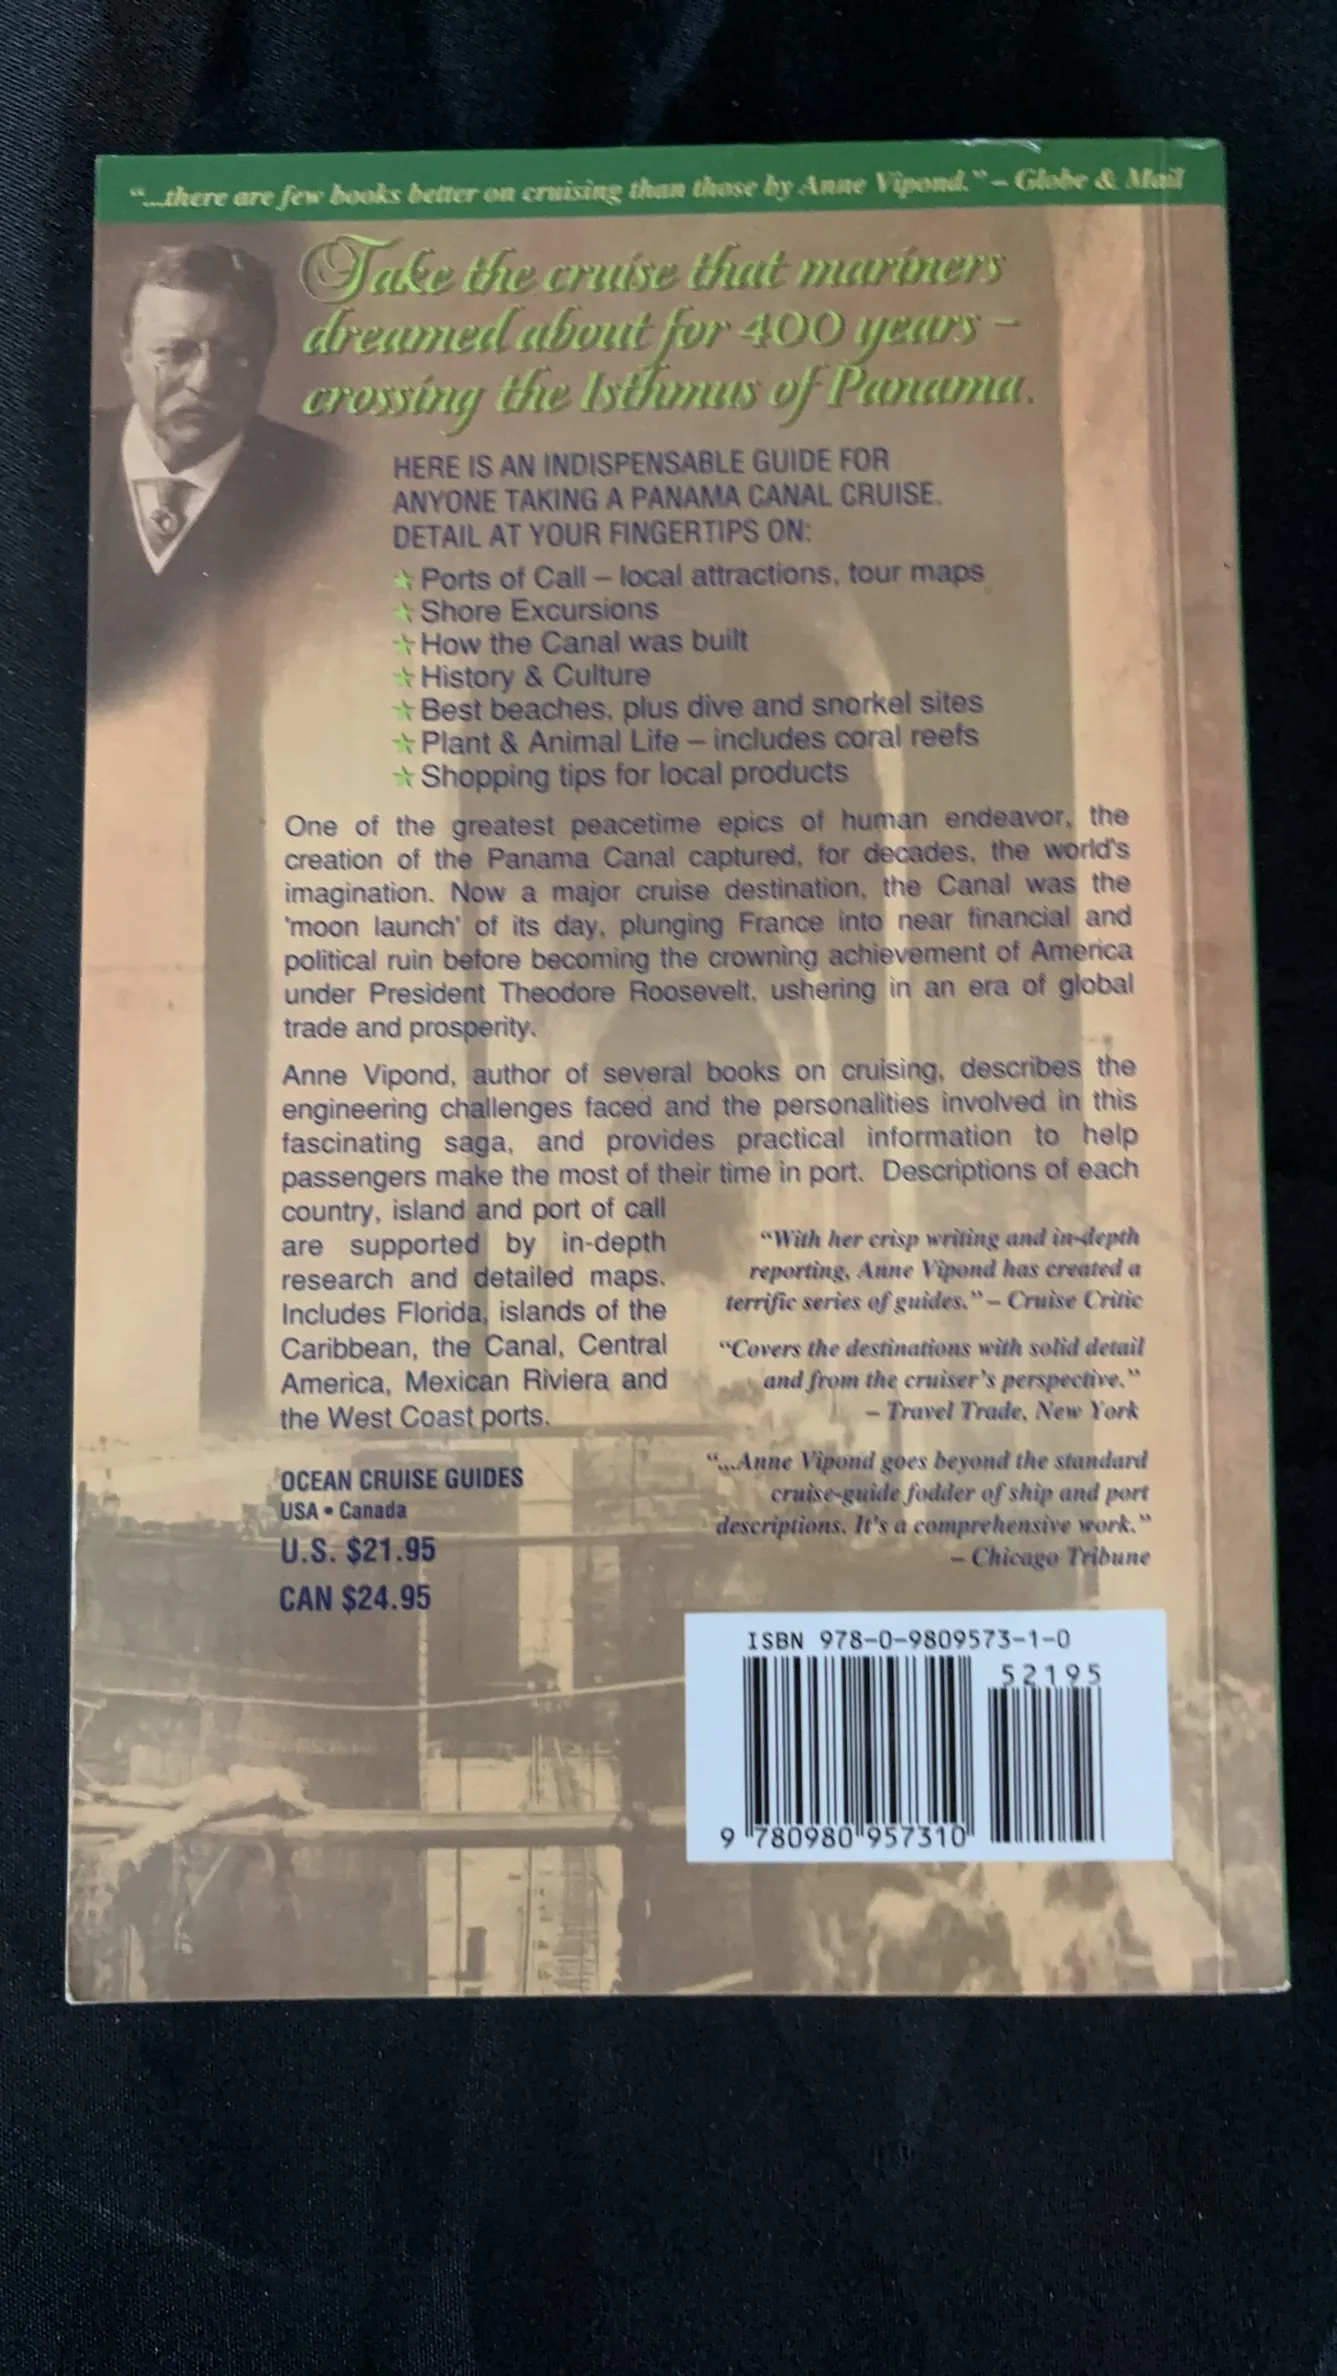 “...there are few books better on cruising than those by Anne Vipond.” – Globe & Mail
Take the cruise that mariners
dreamed about for 400 years –
crossing the Isthmus of Panama.
HERE IS AN INDISPENSABLE GUIDE FOR
ANYONE TAKING A PANAMA CANAL CRUISE.
DETAIL AT YOUR FINGERTIPS ON:
☆ Ports of Call – local attractions, tour maps
☆ Shore Excursions
☆ How the Canal was built
☆ History & Culture
☆ Best beaches, plus dive and snorkel sites
☆ Plant & Animal Life – includes coral reefs
☆ Shopping tips for local products
One of the greatest peacetime epics of human endeavor, the
creation of the Panama Canal captured, for decades, the world's
imagination. Now a major cruise destination, the Canal was the
'moon launch' of its day, plunging France into near financial and
political ruin before becoming the crowning achievement of America
under President Theodore Roosevelt, ushering in an era of global
trade and prosperity.
Anne Vipond, author of several books on cruising, describes the
engineering challenges faced and the personalities involved in this
fascinating saga, and provides practical information to help
passengers make the most of their time in port. Descriptions of each
country, island and port of call
are supported by in-depth
research and detailed maps.
Includes Florida, islands of the
Caribbean, the Canal, Central
America, Mexican Riviera and
the West Coast ports.
“With her crisp writing and in-depth
reporting, Anne Vipond has created a
terrific series of guides.” – Cruise Critic
“Covers the destinations with solid detail
and from the cruiser's perspective.”
– Travel Trade, New York
“...Anne Vipond goes beyond the standard
cruise-guide fodder of ship and port
descriptions. It's a comprehensive work.”
– Chicago Tribune
OCEAN CRUISE GUIDES
USA • Canada
U.S. $21.95
CAN $24.95
ISBN 978-0-9809573-1-0
52195
9 780980 957310